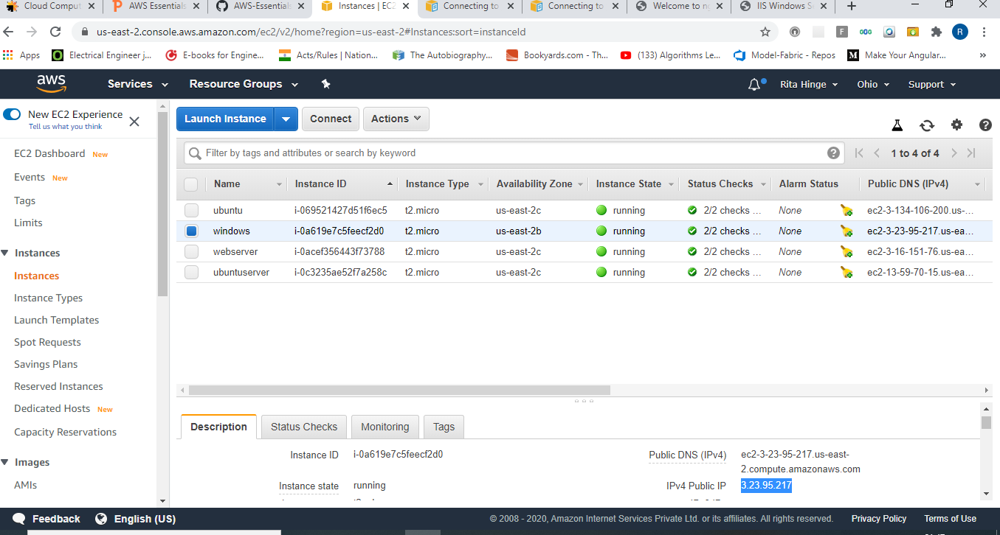 Cloud Comput
AWS Essentials
AWS-Essentials
Instances | EC2
Connecting to
Connecting to
Welcome to ng
IIS Windows S
us-east-2.console.aws.amazon.com/ec2/v2/home?region=us-east-2#Instances:sort=instanceId
F
R
Apps
Electrical Engineer j...
E-books for Engine...
Acts/Rules | Nation...
The Autobiography...
Bookyards.com - Th...
(133) Algorithms Le...
Model-Fabric - Repos
Make Your Angular...
aws
Services
Resource Groups
Rita Hinge
Ohio
Support
New EC2 Experience
Tell us what you think
EC2 Dashboard New
Events New
Tags
Limits
Instances
Instances
Instance Types
Launch Templates
Spot Requests
Savings Plans
Reserved Instances
Dedicated Hosts New
Capacity Reservations
Images
AMIs
Launch Instance
Connect
Actions
Filter by tags and attributes or search by keyword
1 to 4 of 4
Name Instance ID Instance Type Availability Zone Instance State Status Checks Alarm Status Public DNS (IPv4)
ubuntu i-069521427d51f6ec5 t2.micro us-east-2c running 2/2 checks ... None ec2-3-134-106-200.us-...
windows i-0a619e7c5feecf2d0 t2.micro us-east-2b running 2/2 checks ... None ec2-3-23-95-217.us-ea...
webserver i-0acef356443f73788 t2.micro us-east-2c running 2/2 checks ... None ec2-3-16-151-76.us-ea...
ubuntuserver i-0c3235ae52f7a258c t2.micro us-east-2c running 2/2 checks ... None ec2-13-59-70-15.us-ea...
Description
Status Checks
Monitoring
Tags
Instance ID i-0a619e7c5feecf2d0
Instance state running
Public DNS (IPv4) ec2-3-23-95-217.us-east-
2.compute.amazonaws.com
IPv4 Public IP 3.23.95.217
Feedback
English (US)
© 2008 - 2020, Amazon Internet Services Private Ltd. or its affiliates. All rights reserved.
Privacy Policy
Terms of Use